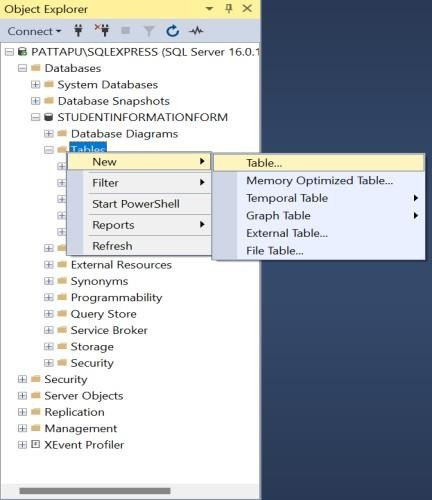 Object Explorer
Connect
PATTAPU\SQLEXPRESS (SQL Server 16.0.1
Databases
System Databases
Database Snapshots
STUDENTINFORMATIONFORM
Database Diagrams
Tables
New
Filter
Start PowerShell
Reports
Refresh
Table...
Memory Optimized Table...
Temporal Table
Graph Table
External Table...
File Table...
External Resources
Synonyms
Programmability
Query Store
Service Broker
Storage
Security
Security
Server Objects
Replication
Management
XEvent Profiler